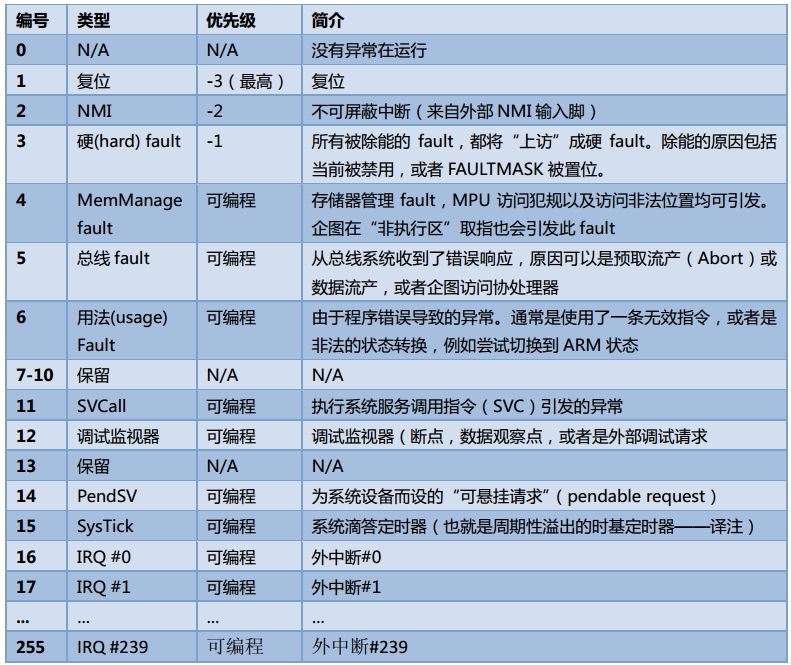 编号 类型 优先级 简介
0 N/A N/A 没有异常在运行
1 复位 -3（最高） 复位
2 NMI -2 不可屏蔽中断（来自外部 NMI 输入脚）
3 硬(hard) fault -1 所有被除能的 fault，都将“上访”成硬 fault。除能的原因包括
当前被禁用，或者 FAULTMASK 被置位。
4 MemManage 可编程 存储器管理 fault，MPU 访问犯规以及访问非法位置均可引发。
fault 企图在“非执行区”取指也会引发此 fault
5 总线 fault 可编程 从总线系统收到了错误响应，原因可以是预取流产（Abort）或
数据流产，或者企图访问协处理器
6 用法(usage) 可编程 由于程序错误导致的异常。通常是使用了一条无效指令，或者是
Fault 非法的状态转换，例如尝试切换到 ARM 状态
7-10 保留 N/A N/A
11 SVCall 可编程 执行系统服务调用指令（SVC）引发的异常
12 调试监视器 可编程 调试监视器（断点，数据观察点，或者是外部调试请求
13 保留 N/A N/A
14 PendSV 可编程 为系统设备而设的“可悬挂请求”（pendable request）
15 SysTick 可编程 系统滴答定时器（也就是周期性溢出的时基定时器——译注）
16 IRQ #0 可编程 外中断#0
17 IRQ #1 可编程 外中断#1
... ... ... ...
255 IRQ #239 可编程 外中断#239